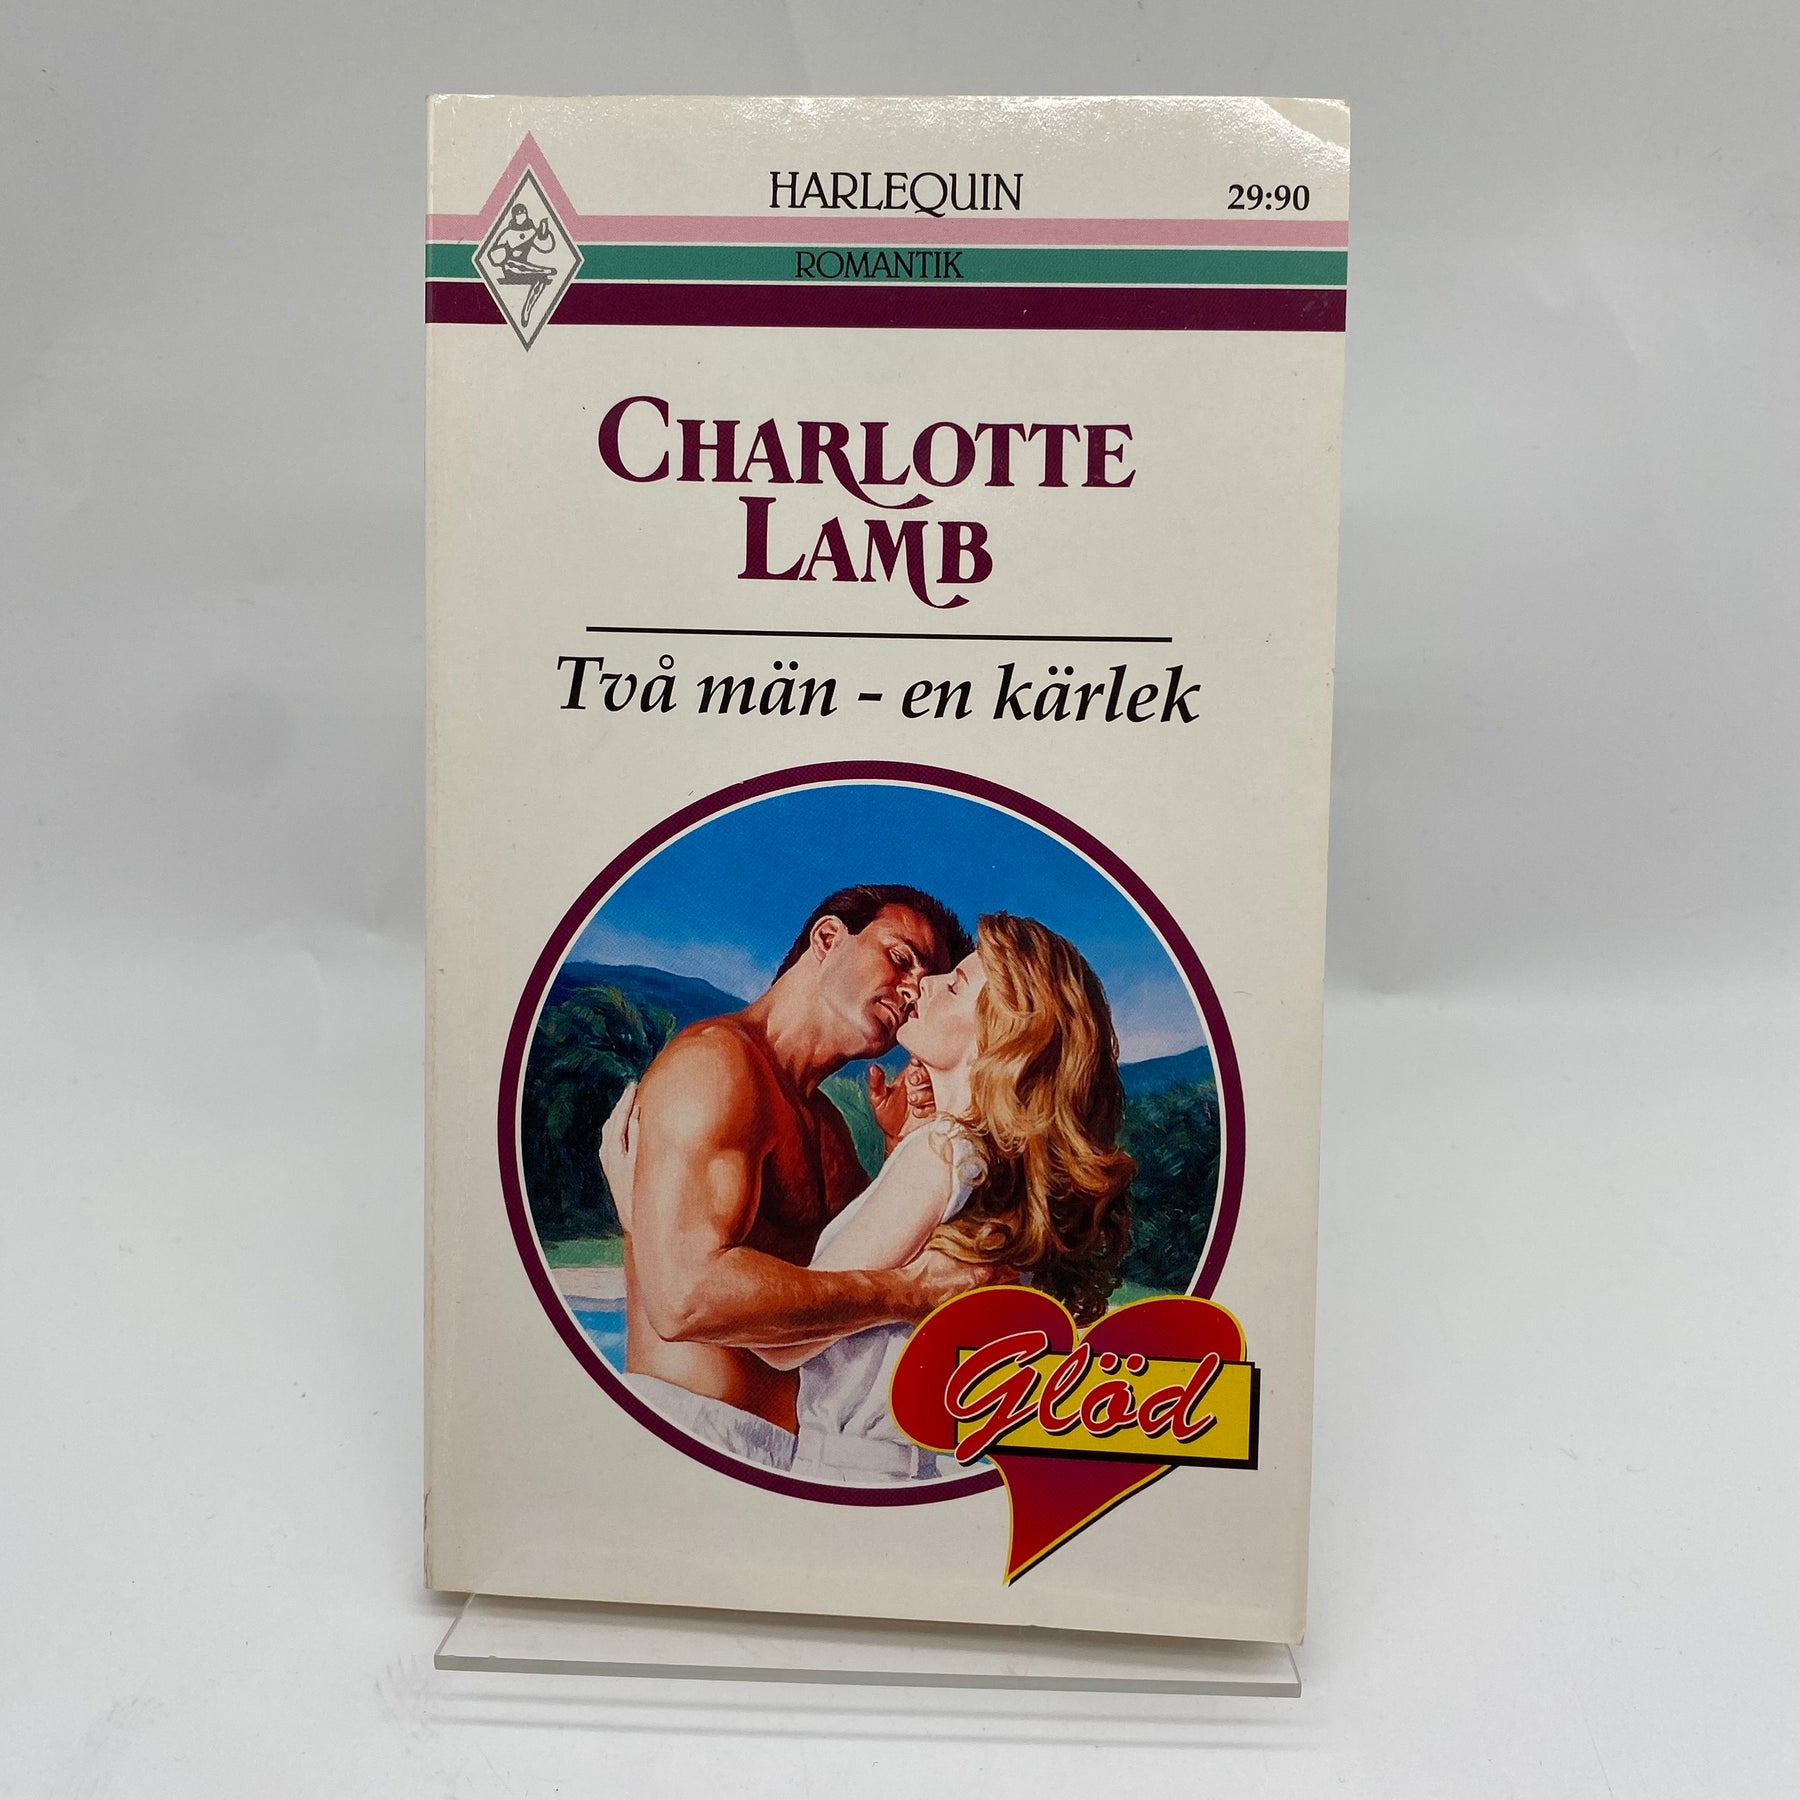 HARLEQUIN
29:90
ROMANTIK
CHARLOTTE
LAMB
Två män - en kärlek
Glöd